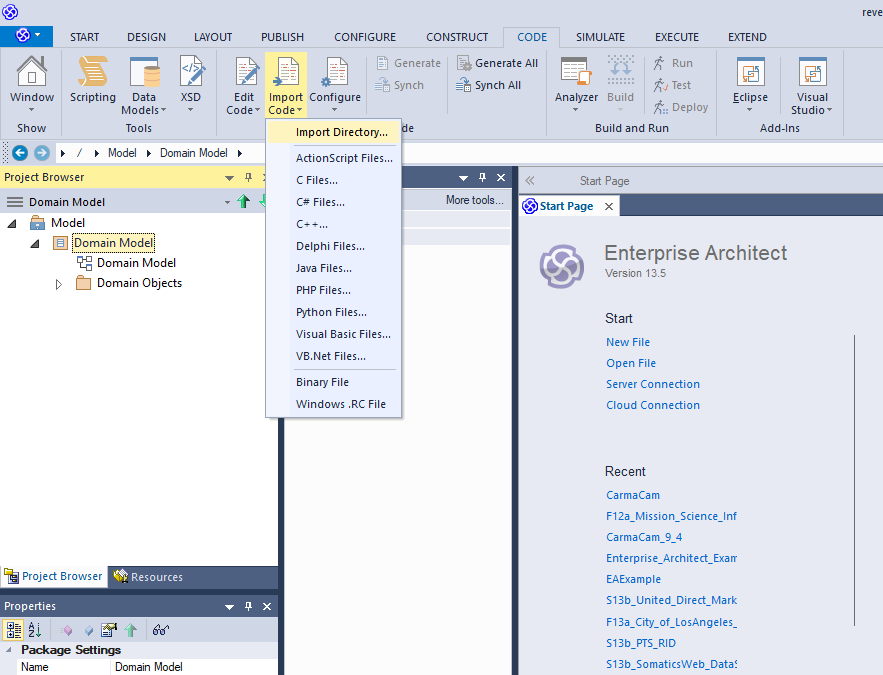 reve
START DESIGN LAYOUT PUBLISH CONFIGURE CONSTRUCT CODE SIMULATE EXECUTE EXTEND
Window
Show
Scripting
Data
Models
XSD
Tools
Edit
Code
Import
Code
Configure
Generate
Synch
Generate All
Synch All
de
Analyzer
Build
Run
Test
Deploy
Build and Run
Eclipse
Visual
Studio
Add-Ins
/ Model Domain Model
Project Browser
Domain Model
Model
Domain Model
Domain Model
Domain Objects
Import Directory...
ActionScript Files...
C Files...
C# Files...
C++...
Delphi Files...
Java Files...
PHP Files...
Python Files...
Visual Basic Files...
VB.Net Files...
Binary File
Windows .RC File
More tools...
Start Page
Start Page
Enterprise Architect
Version 13.5
Start
New File
Open File
Server Connection
Cloud Connection
Recent
CarmaCam
F12a_Mission_Science_Inf
CarmaCam_9_4
Enterprise_Architect_Exam
EAExample
S13b_United_Direct_Mark
F13a_City_of_LosAngeles_
S13b_PTS_RID
S13b_SomaticsWeb_DataS
Project Browser Resources
Properties
Package Settings
Name Domain Model